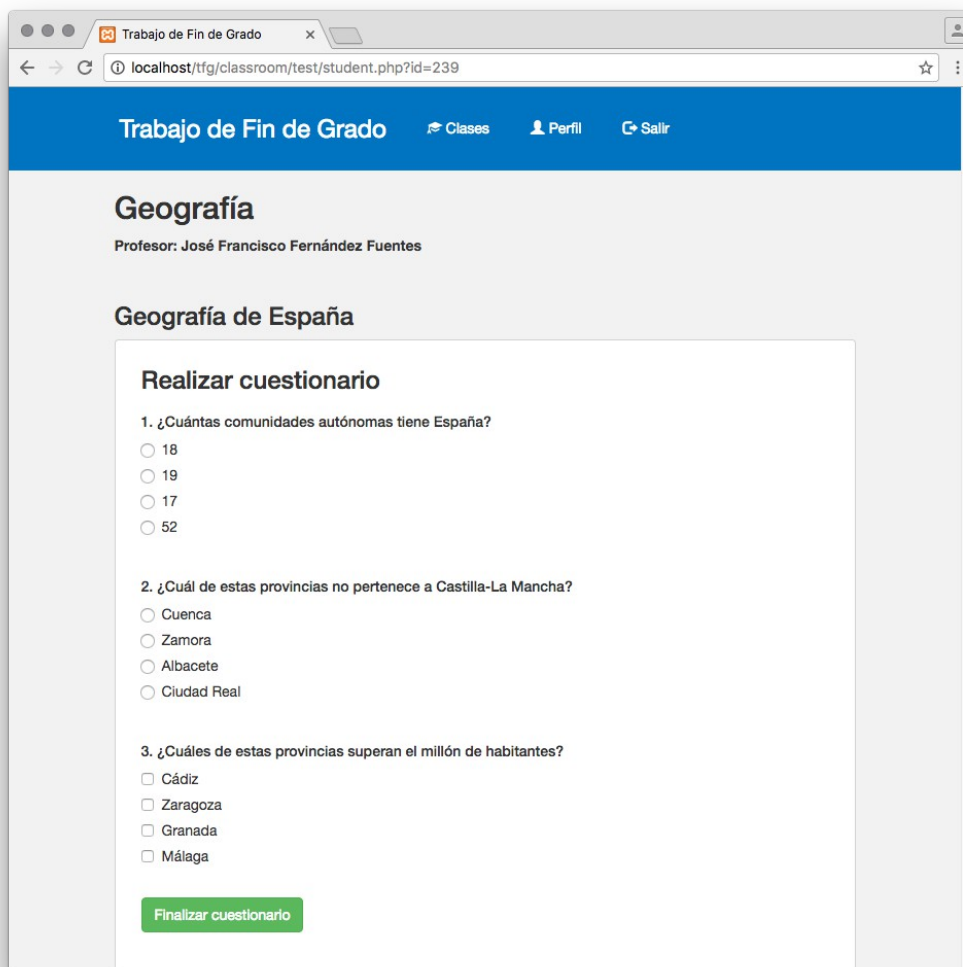 Trabajo de Fin de Grado
localhost/tfg/classroom/test/student.php?id=239
Trabajo de Fin de Grado Clases Perfil Salir
Geografía
Profesor: José Francisco Fernández Fuentes
Geografía de España
Realizar cuestionario
1. ¿Cuántas comunidades autónomas tiene España?
18
19
17
52
2. ¿Cuál de estas provincias no pertenece a Castilla-La Mancha?
Cuenca
Zamora
Albacete
Ciudad Real
3. ¿Cuáles de estas provincias superan el millón de habitantes?
Cádiz
Zaragoza
Granada
Málaga
Finalizar cuestionario